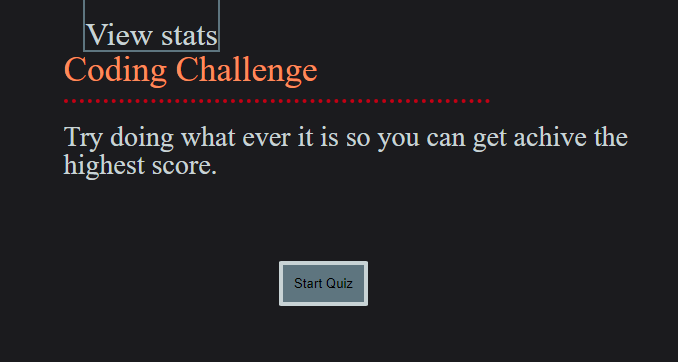 View stats
Coding Challenge
Try doing what ever it is so you can get achive the
highest score.
Start Quiz